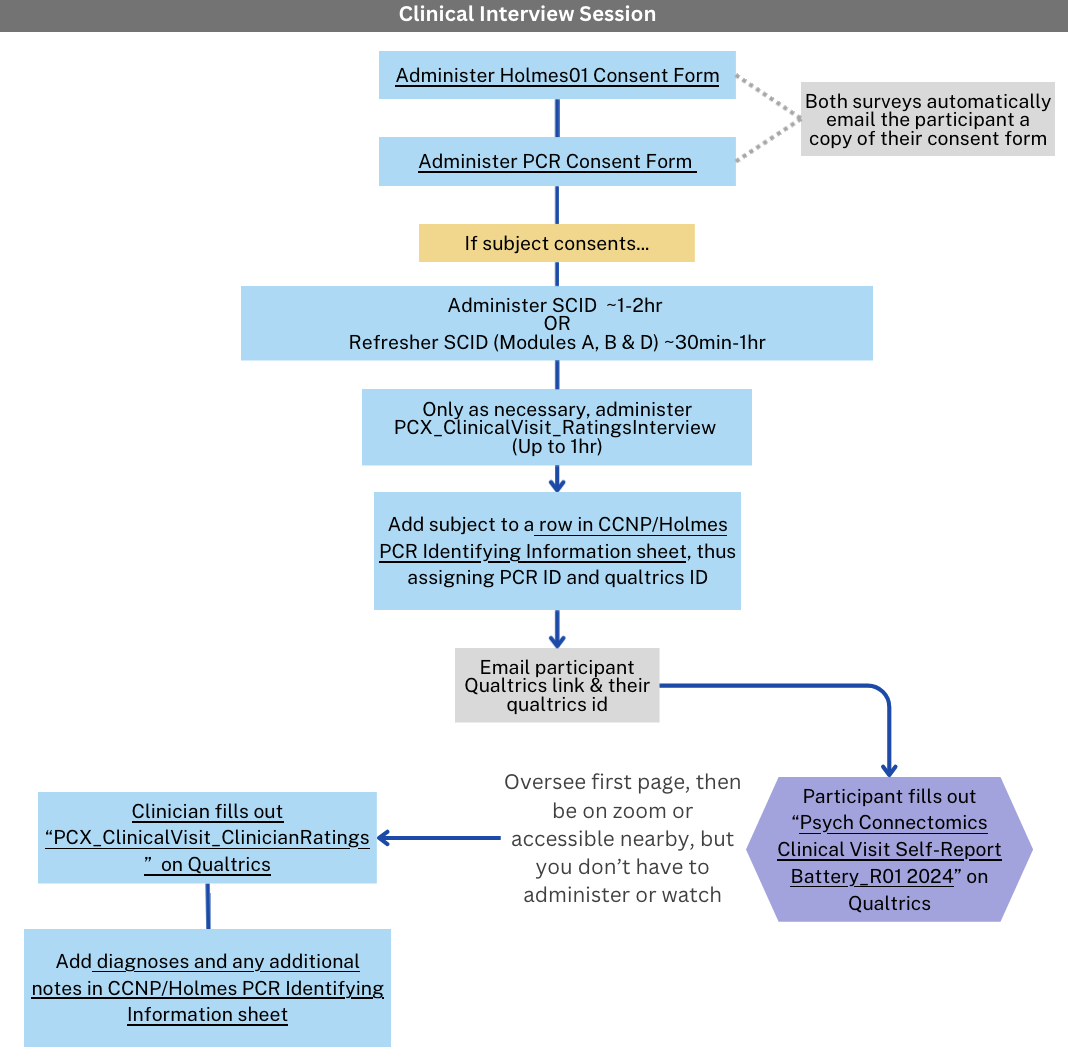 Clinical Interview Session
Administer Holmes01 Consent Form
Both surveys automatically
email the participant a
copy of their consent form
Administer PCR Consent Form
If subject consents...
Administer SCID ~1-2hr
OR
Refresher SCID (Modules A, B & D) ~30min-1hr
Only as necessary, administer
PCX_ClinicalVisit_RatingsInterview
(Up to 1hr)
Add subject to a row in CCNP/Holmes
PCR Identifying Information sheet, thus
assigning PCR ID and qualtrics ID
Email participant
Qualtrics link & their
qualtrics id
Participant fills out
“Psych Connectomics
Clinical Visit Self-Report
Battery_R01 2024” on
Qualtrics
Oversee first page, then
be on zoom or
accessible nearby, but
you don’t have to
administer or watch
Clinician fills out
“PCX_ClinicalVisit_ClinicianRatings
” on Qualtrics
Add diagnoses and any additional
notes in CCNP/Holmes PCR Identifying
Information sheet